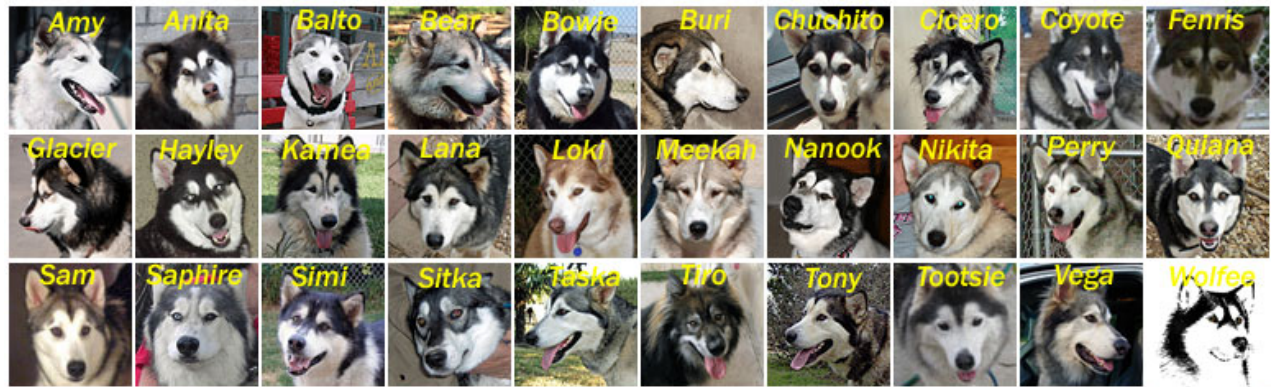 Amy Anita Balto Bear Bowie Buri Chuchito Cicero Coyote Fenris
Glacier Hayley Kamea Lana Loki Meekah Nanook Nikita Perry Quiana
Sam Saphire Simi Sitka Taska Tiro Tony Tootsie Vega Wolfee